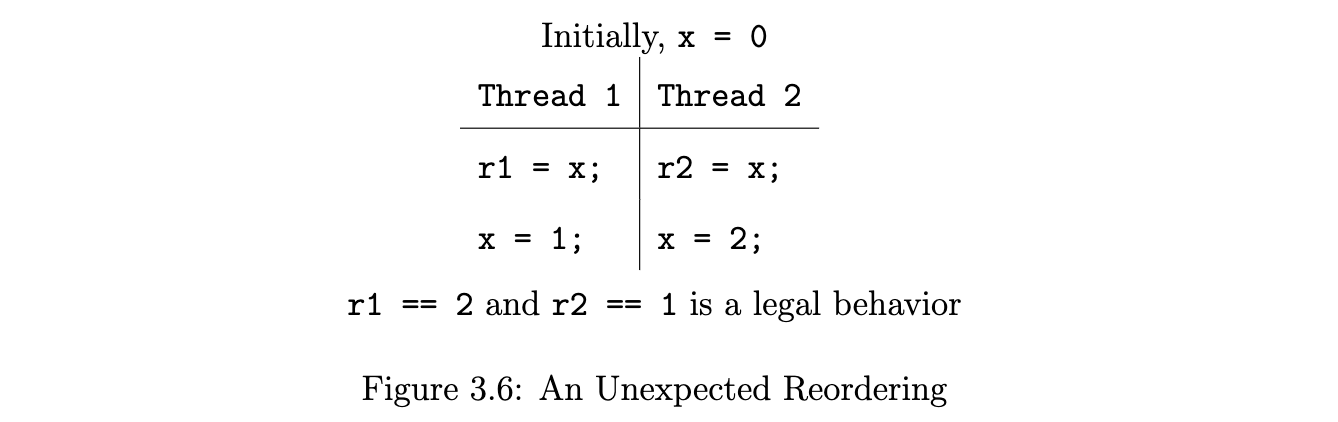 Initially, x = 0
Thread 1 Thread 2
r1 = x; r2 = x;
x = 1; x = 2;
r1 == 2 and r2 == 1 is a legal behavior
Figure 3.6: An Unexpected Reordering